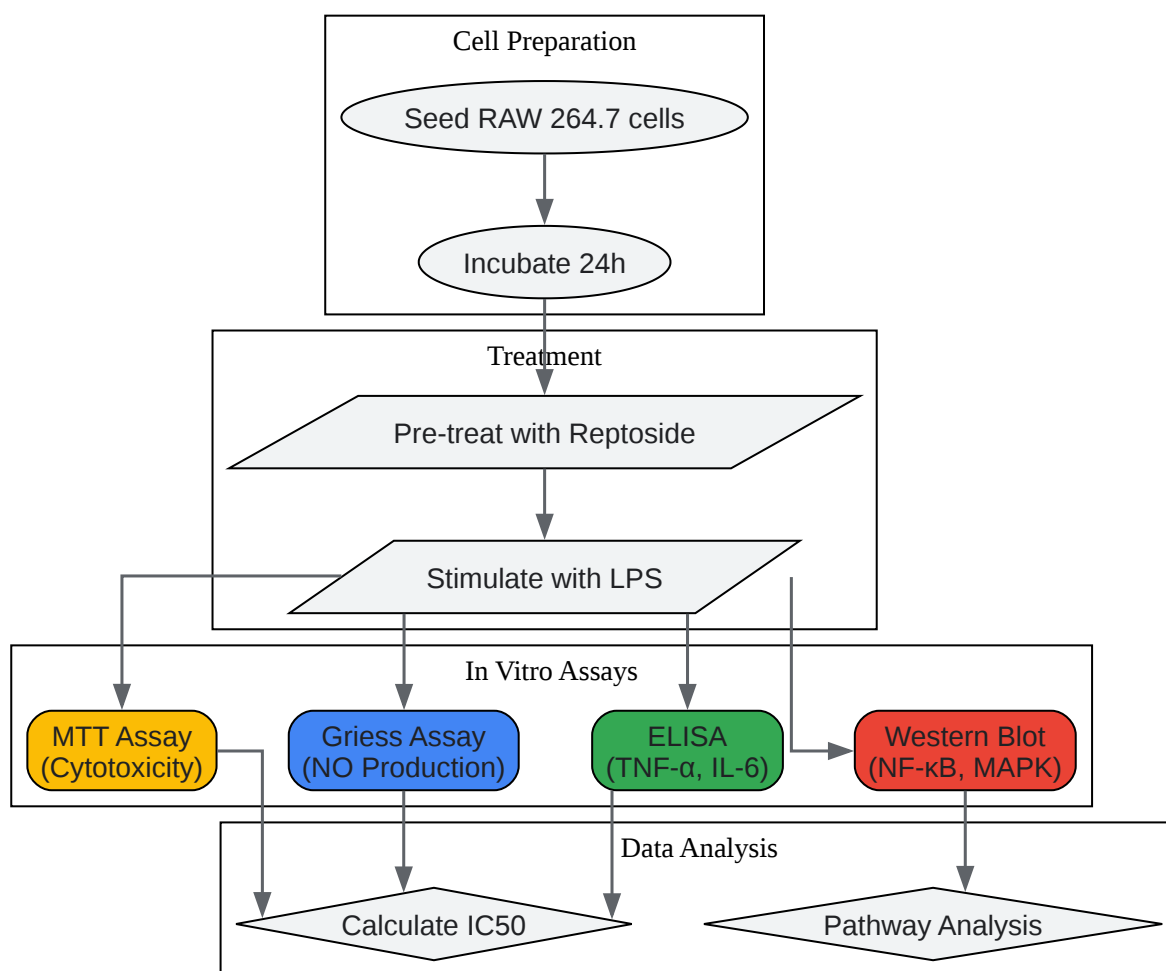 Cell Preparation
Seed RAW 264.7 cells
Incubate 24h
Treatment
Pre-treat with Reptoside
Stimulate with LPS
In Vitro Assays
MTT Assay
(Cytotoxicity)
Griess Assay
(NO Production)
ELISA
(TNF-α, IL-6)
Western Blot
(NF-κB, MAPK)
Data Analysis
Calculate IC50
Pathway Analysis